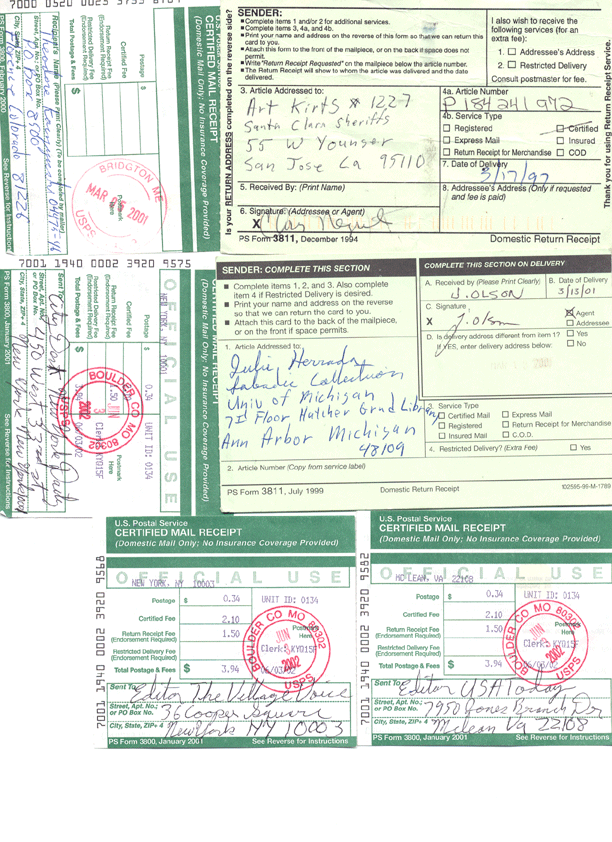 SENDER:
■ Complete items 1 and/or 2 for additional services.
■ Complete items 3, 4a, and 4b.
■ Print your name and address on the reverse of this form so that we can return this
card to you.
■ Attach this form to the front of the mailpiece, or on the back if space does not
permit.
■ Write "Return Receipt Requested" on the mailpiece below the article number.
■ The Return Receipt will show to whom the article was delivered and the date
delivered.
I also wish to receive the
following services (for an
extra fee):
1. □ Addressee's Address
2. □ Restricted Delivery
Consult postmaster for fee.
3. Article Addressed to:
Art Kirts # 1227
Santa Clara Sheriffs
55 W Younger
San Jose Ca 95110
4a. Article Number
P 184 241 972
4b. Service Type
□ Registered
Certified
□ Express Mail
□ Insured
□ Return Receipt for Merchandise □ COD
7. Date of Delivery
3/17/97
5. Received By: (Print Name)
8. Addressee's Address (Only if requested
and fee is paid)
6. Signature: (Addressee or Agent)
X
PS Form 3811, December 1994
Domestic Return Receipt
Is your RETURN ADDRESS completed on the reverse side?
Thank you for using Return Receipt Service.
CERTIFIED MAIL RECEIPT
(Domestic Mail Only; No Insurance Coverage Provided)
Postage $
Certified Fee
Return Receipt Fee
(Endorsement Required)
Restricted Delivery Fee
(Endorsement Required)
Total Postage & Fees $
BRIDGTON ME
MAR 2001
USPS
Postmark
Here
Recipient's Name (Please Print Clearly) (To be completed by mailer)
Street, Apt. No.; or PO Box No.
Box 8500
City, State, ZIP+ 4
Florence Colorado 81226
See Reverse for Instructions
7001 1940 0002 3920 9575
MAIL RECEIPT
(Domestic Mail Only; No Insurance Coverage Provided)
OFFICIAL USE
NEW YORK, NY 10001
Postage $ 0.34
UNIT ID: 0134
Certified Fee
Return Receipt Fee
(Endorsement Required)
1.50
Restricted Delivery Fee
(Endorsement Required)
Total Postage & Fees $ 3.94
06/03/02
Clerk: KYQ15F
Postmark
Here
BOULDER CO MO 80302
2002
USPS
Sent To
Street, Apt. No.;
or PO Box No.
450 West 33rd St
City, State, ZIP+ 4
New York New York
PS Form 3800, January 2001
See Reverse for Instructions
SENDER: COMPLETE THIS SECTION
■ Complete items 1, 2, and 3. Also complete
item 4 if Restricted Delivery is desired.
■ Print your name and address on the reverse
so that we can return the card to you.
■ Attach this card to the back of the mailpiece,
or on the front if space permits.
1. Article Addressed to:
Julie Herrada
Labadie Collection
Univ of Michigan
7th Floor Hatcher Grad Library
Ann Arbor Michigan
48109
2. Article Number (Copy from service label)
PS Form 3811, July 1999
Domestic Return Receipt
102595-99-M-1789
COMPLETE THIS SECTION ON DELIVERY
A. Received by (Please Print Clearly)
J. OLSON
B. Date of Delivery
3/15/01
C. Signature
X J. Olson
☒ Agent
□ Addressee
D. Is delivery address different from item 1?
□ Yes
If YES, enter delivery address below:
□ No
3. Service Type
Certified Mail
□ Express Mail
□ Registered
□ Return Receipt for Merchandise
□ Insured Mail
□ C.O.D.
4. Restricted Delivery? (Extra Fee)
□ Yes
U.S. Postal Service
CERTIFIED MAIL RECEIPT
(Domestic Mail Only; No Insurance Coverage Provided)
OFFICIAL USE
NEW YORK, NY 10003
Postage $ 0.34
UNIT ID: 0134
Certified Fee 2.10
Return Receipt Fee
(Endorsement Required)
1.50
Restricted Delivery Fee
(Endorsement Required)
Total Postage & Fees $ 3.94
Postmark
Here
Clerk: KYQ15F
BOULDER CO MO 80302
JUN
2002
USPS
7001 1940 0002 3920 9568
Sent To
Editor The Village Voice
Street, Apt. No.;
or PO Box No.
36 Cooper Square
City, State, ZIP+ 4
New York NY 10003
PS Form 3800, January 2001
See Reverse for Instructions
U.S. Postal Service
CERTIFIED MAIL RECEIPT
(Domestic Mail Only; No Insurance Coverage Provided)
OFFICIAL USE
MC LEAN, VA 22108
Postage $ 0.34
UNIT ID: 0134
Certified Fee 2.10
Return Receipt Fee
(Endorsement Required)
1.50
Restricted Delivery Fee
(Endorsement Required)
Total Postage & Fees $ 3.94
06/03/02
Postmark
Here
Clerk: KYQ15F
BOULDER CO MO 80302
JUN
2002
USPS
7001 1940 0002 3920 9582
Sent To
Editor USA Today
Street, Apt. No.;
or PO Box No.
7950 Jones Branch Dr
City, State, ZIP+ 4
Mclean Va 22108
PS Form 3800, January 2001
See Reverse for Instructions